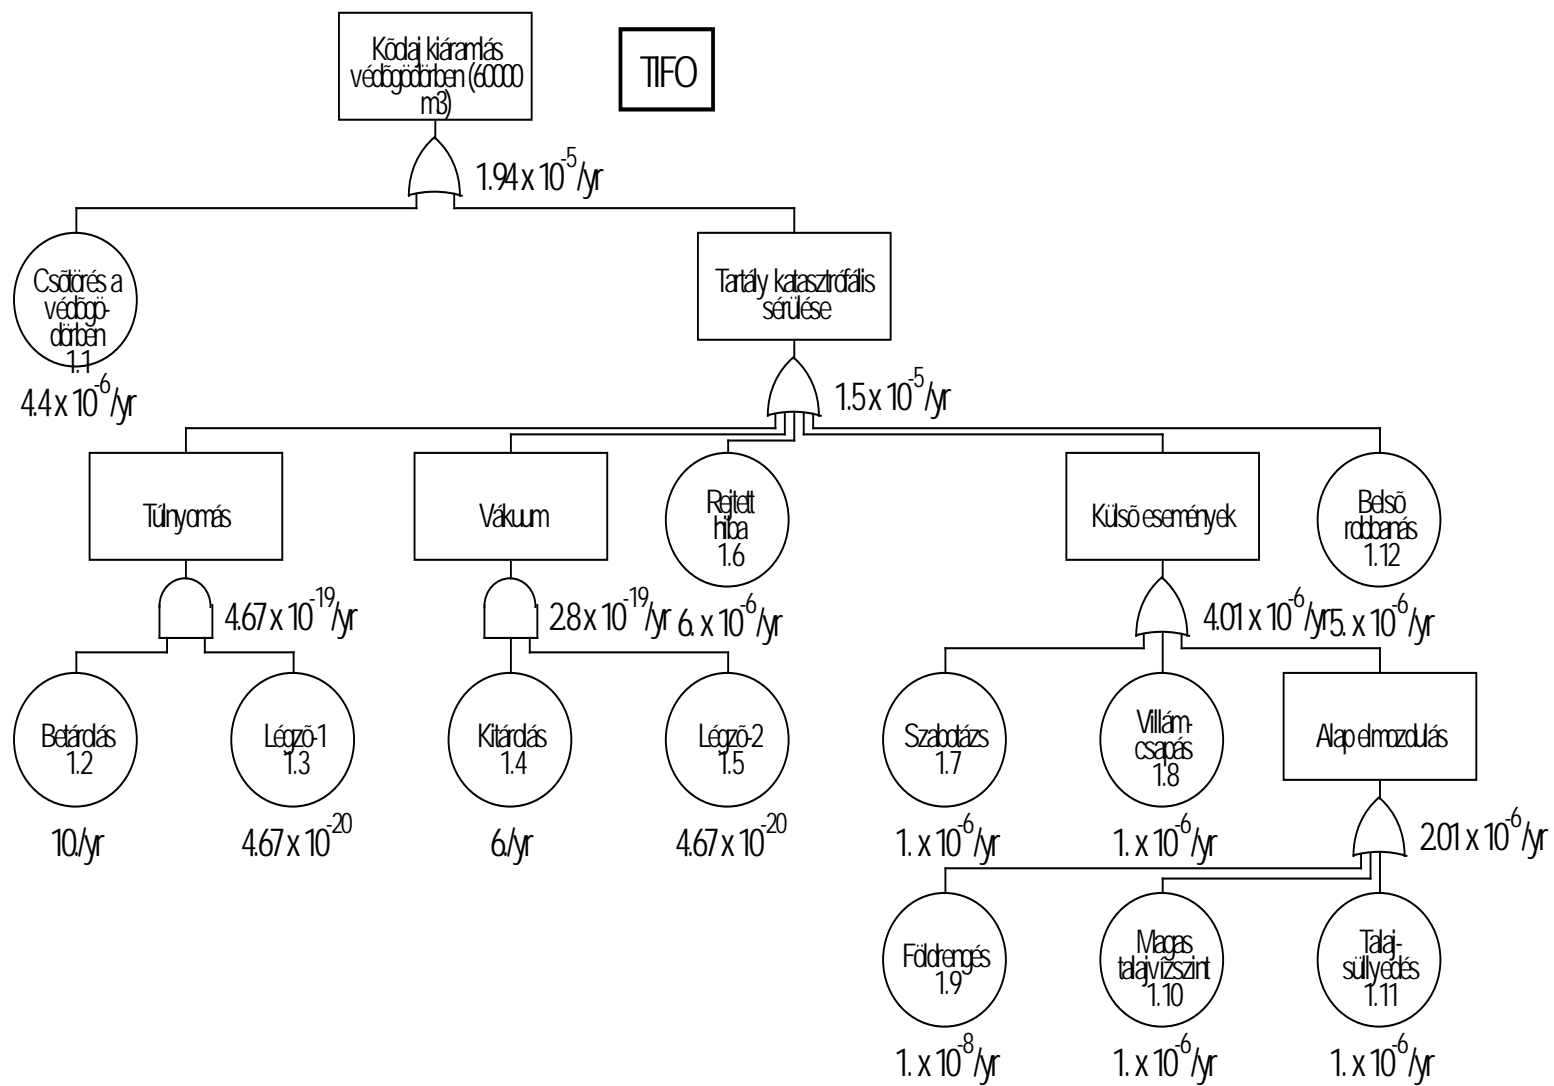 Kõolaj kiáramlás
védõgödörben (60000
m3)
TIFO
1.94 x 10^-5/yr
Csõtörés a
védõgö-
dörben
1.1
4.4 x 10^-6/yr
Tartály katasztrófális
sérülése
1.5 x 10^-5/yr
Túlnyomás
Vákuum
Rejtett
hiba
1.6
Külsõ események
Belsõ
robbanás
1.12
4.67 x 10^-19/yr
2.8 x 10^-19/yr
6. x 10^-6/yr
4.01 x 10^-6/yr
5. x 10^-6/yr
Betárolás
1.2
Légzõ-1
1.3
Kitárolás
1.4
Légzõ-2
1.5
Szabotázs
1.7
Villám-
csapás
1.8
Alap elmozdulás
10./yr
4.67 x 10^-20
6./yr
4.67 x 10^-20
1. x 10^-6/yr
1. x 10^-6/yr
2.01 x 10^-6/yr
Földrengés
1.9
Magas
talajvízszint
1.10
Talaj-
süllyedés
1.11
1. x 10^-8/yr
1. x 10^-6/yr
1. x 10^-6/yr